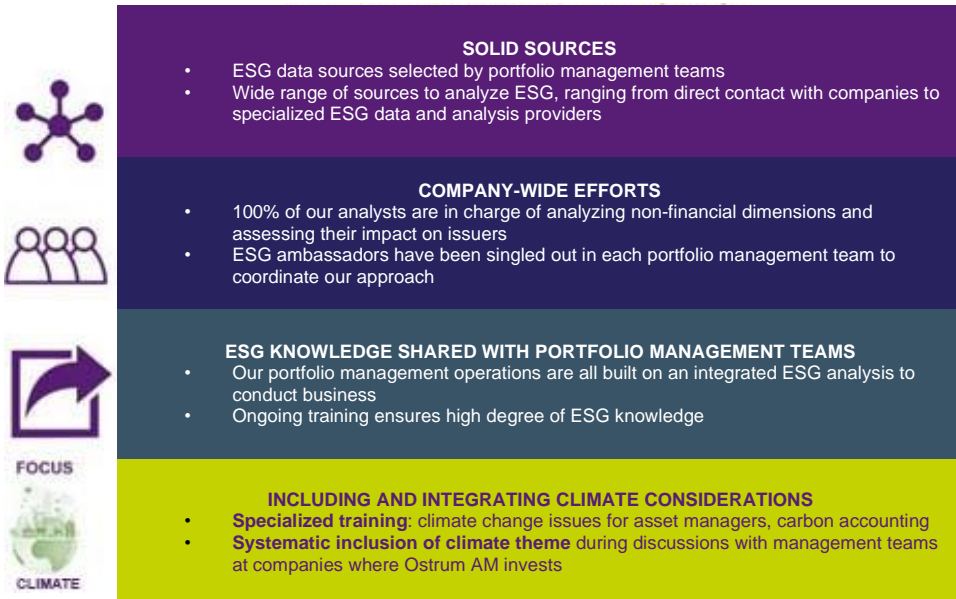 SOLID SOURCES
• ESG data sources selected by portfolio management teams
• Wide range of sources to analyze ESG, ranging from direct contact with companies to
specialized ESG data and analysis providers
COMPANY-WIDE EFFORTS
• 100% of our analysts are in charge of analyzing non-financial dimensions and
assessing their impact on issuers
• ESG ambassadors have been singled out in each portfolio management team to
coordinate our approach
ESG KNOWLEDGE SHARED WITH PORTFOLIO MANAGEMENT TEAMS
• Our portfolio management operations are all built on an integrated ESG analysis to
conduct business
• Ongoing training ensures high degree of ESG knowledge
FOCUS
CLIMATE
INCLUDING AND INTEGRATING CLIMATE CONSIDERATIONS
• Specialized training: climate change issues for asset managers, carbon accounting
• Systematic inclusion of climate theme during discussions with management teams
at companies where Ostrum AM invests